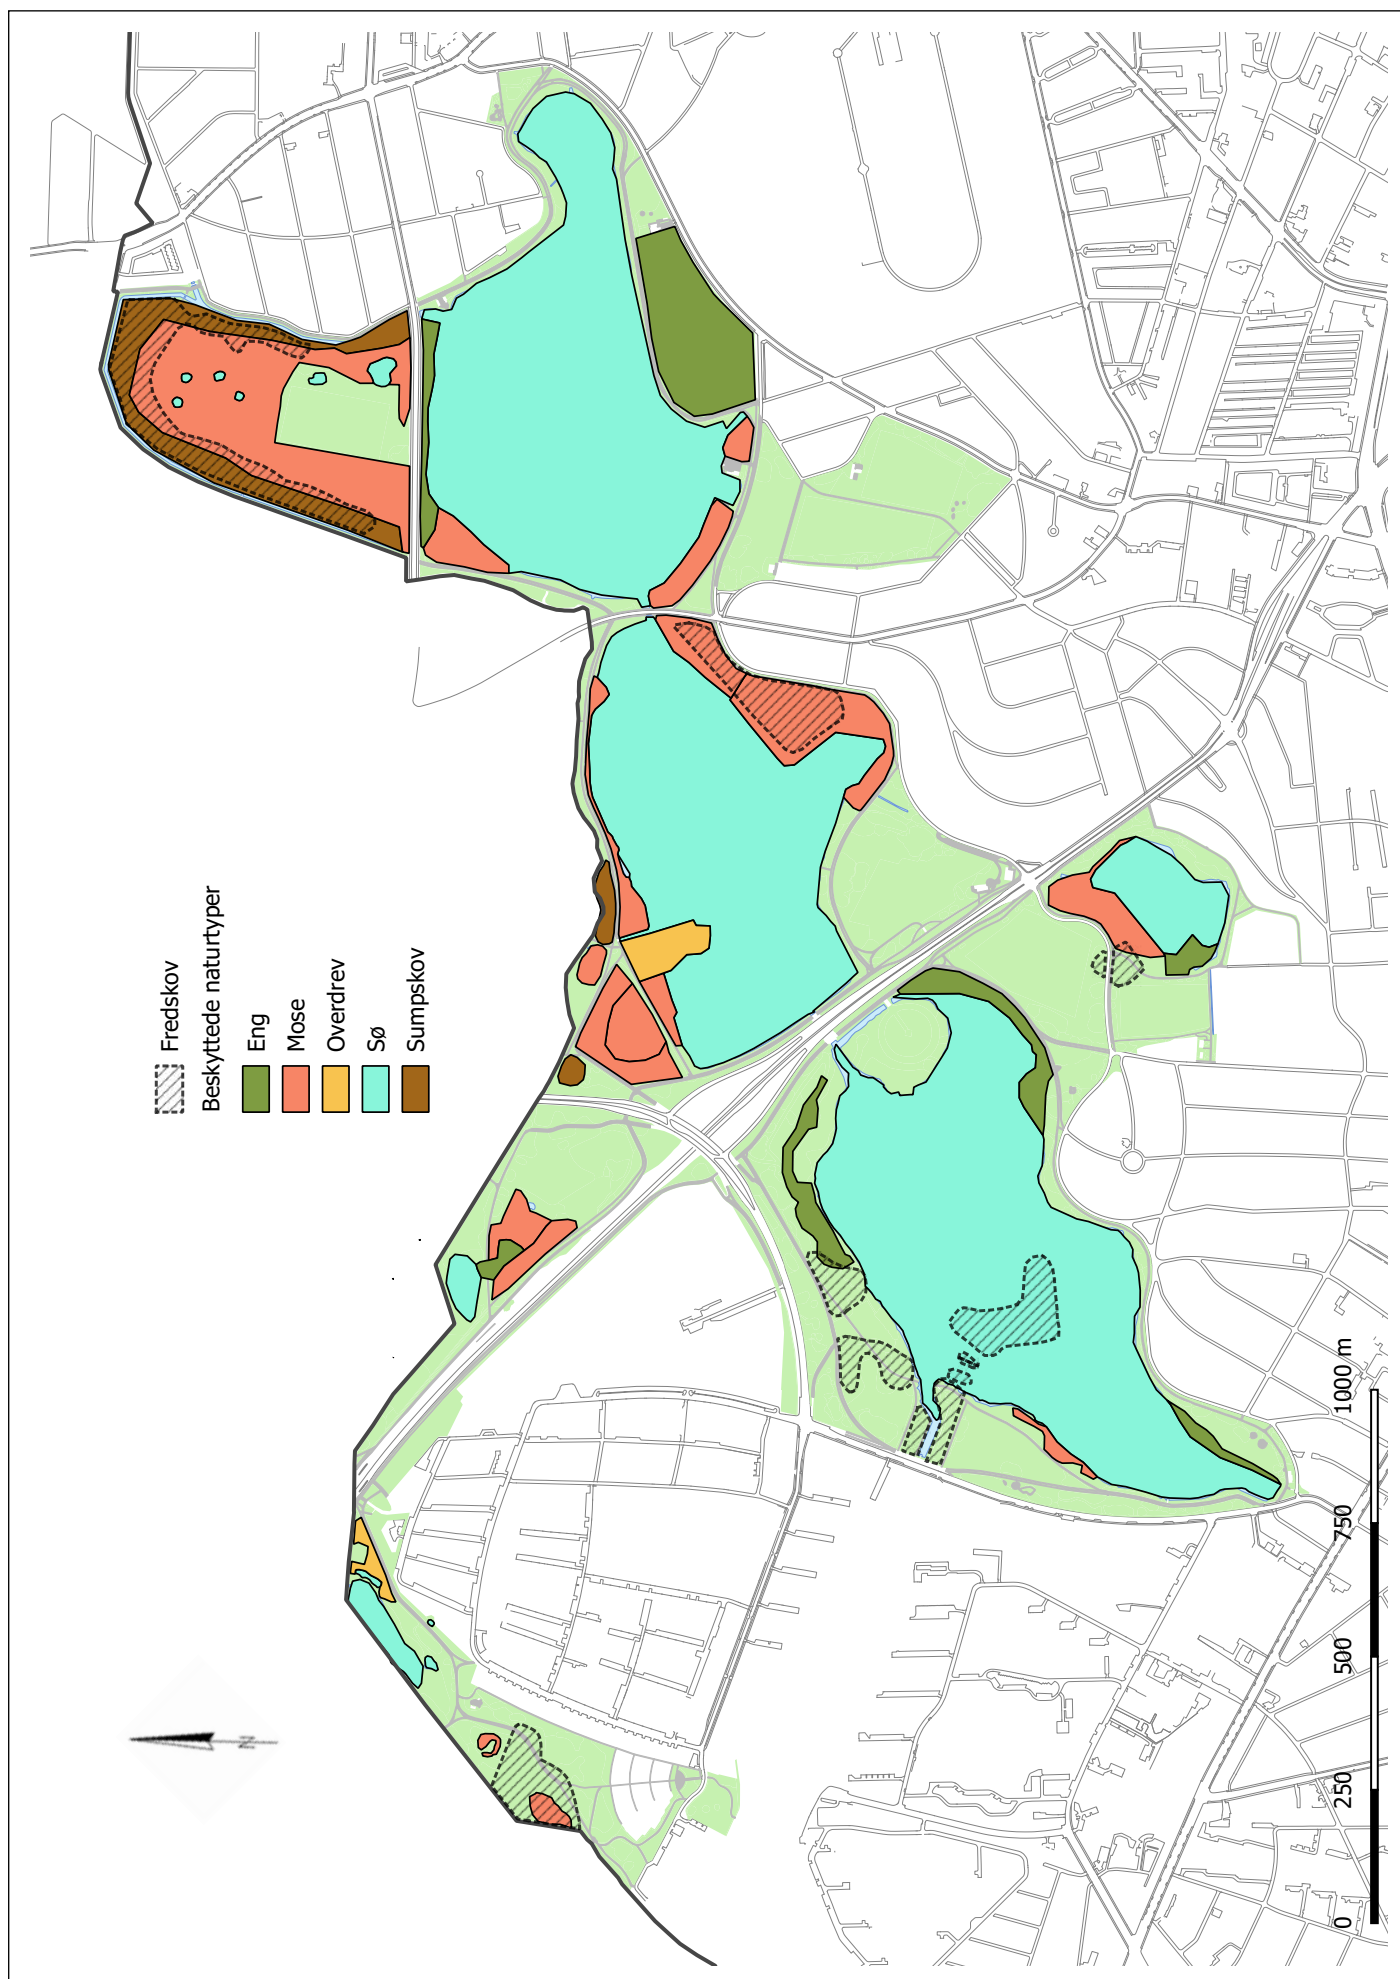 Fredskov
Beskyttede naturtyper
Eng
Mose
Overdrev
Sø
Sumpskov
N
0 250 500 750 1000 m